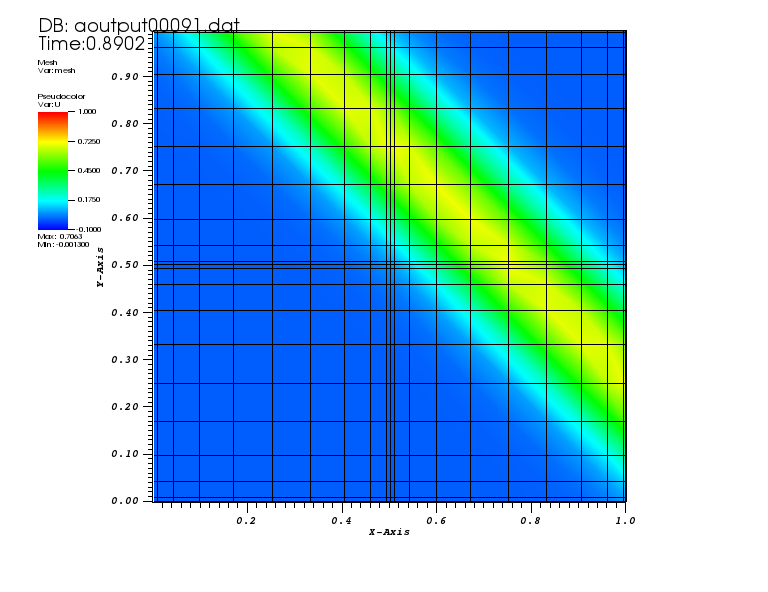 DB: aoutput00091.dat
Time:0.8902
Mesh
Var: mesh
Pseudocolor
Var: U
1.000
0.7250
0.4500
0.1750
-0.1000
Max: 0.7063
Min: -0.001300
Y-Axis
0.90
0.80
0.70
0.60
0.50
0.40
0.30
0.20
0.10
0.00
0.2 0.4 0.6 0.8 1.0
X-Axis